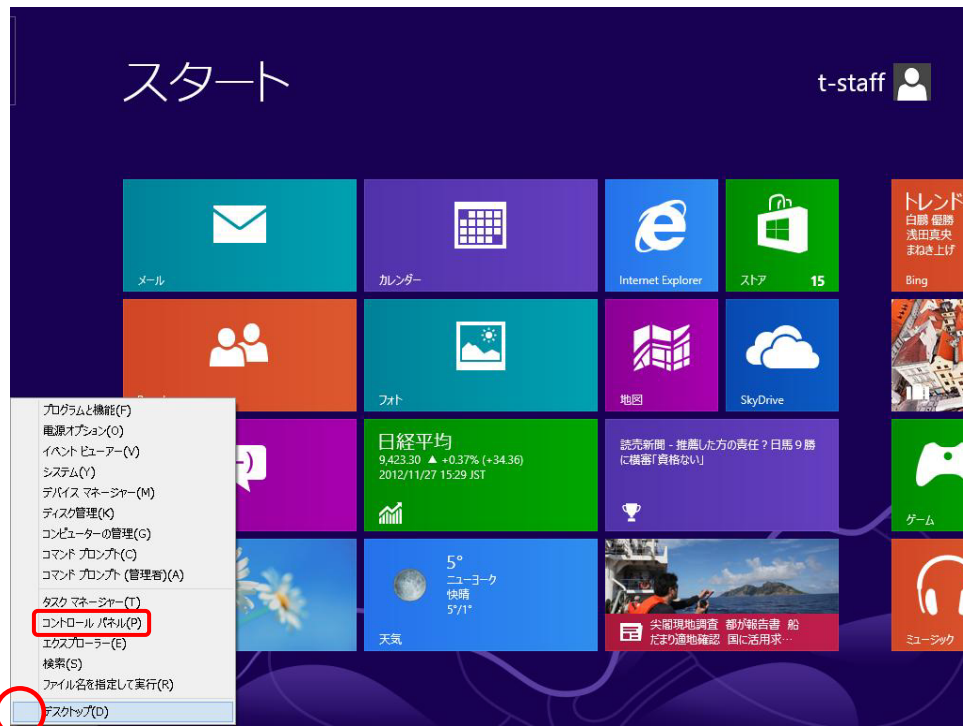 スタート
t-staff
メール
カレンダー
Internet Explorer
ストア
15
トレンド
白鵬 優勝
浅田真央
まねき上げ
Bing
フォト
地図
SkyDrive
日経平均
9,423.30 ▲ +0.37% (+34.36)
2012/11/27 15:29 JST
読売新聞 - 推薦した方の責任？日馬９勝
に横審「資格ない」
ゲーム
5°
ニューヨーク
快晴
5°/1°
天気
尖閣現地調査 都が報告書 船
だまり適地確認 国に活用求…
ミュージック
プログラムと機能(F)
電源オプション(O)
イベント ビューアー(V)
システム(Y)
デバイス マネージャー(M)
ディスク管理(K)
コンピューターの管理(G)
コマンド プロンプト(C)
コマンド プロンプト (管理者)(A)
タスク マネージャー(T)
コントロール パネル(P)
エクスプローラー(E)
検索(S)
ファイル名を指定して実行(R)
デスクトップ(D)